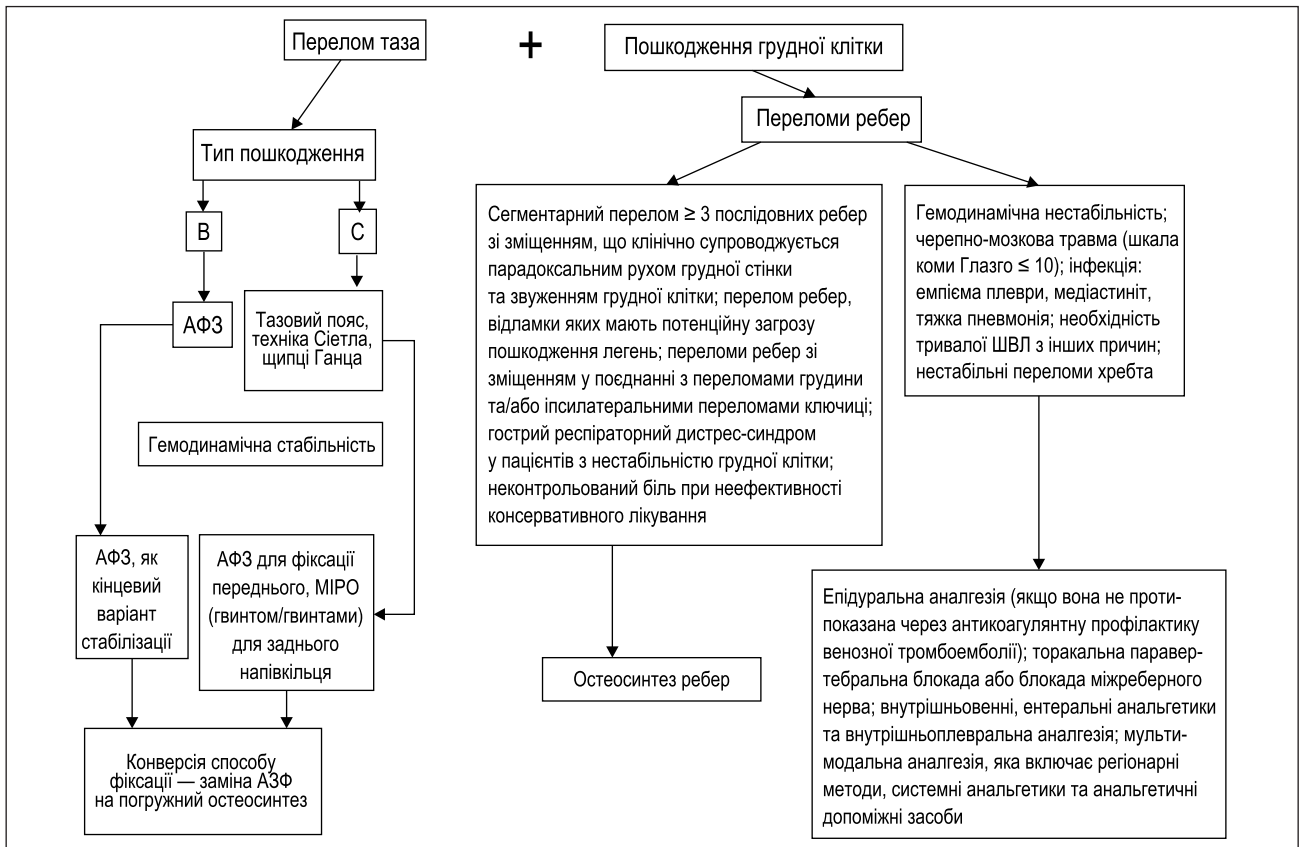 Перелом таза
+
Пошкодження грудної клітки
Переломи ребер
Тип пошкодження
В
С
АФЗ
Тазовий пояс,
техніка Сіетла,
щипці Ганца
Гемодинамічна стабільність
АФЗ, як
кінцевий
варіант
стабілізації
АФЗ для фіксації
переднього, МІРО
(гвинтом/гвинтами)
для заднього
напівкільця
Конверсія способу
фіксації — заміна АЗФ
на погружний остеосинтез
Сегментарний перелом ≥ 3 послідовних ребер
зі зміщенням, що клінічно супроводжується
парадоксальним рухом грудної стінки
та звуженням грудної клітки; перелом ребер,
відламки яких мають потенційну загрозу
пошкодження легень; переломи ребер зі
зміщенням у поєднанні з переломами грудини
та/або іпсилатеральними переломами ключиці;
гострий респіраторний дистрес-синдром
у пацієнтів з нестабільністю грудної клітки;
неконтрольований біль при неефективності
консервативного лікування
Остеосинтез ребер
Гемодинамічна нестабільність;
черепно-мозкова травма (шкала
коми Глазго ≤ 10); інфекція:
емпієма плеври, медіастиніт,
тяжка пневмонія; необхідність
тривалої ШВЛ з інших причин;
нестабільні переломи хребта
Епідуральна аналгезія (якщо вона не проти-
показана через антикоагулянтну профілактику
венозної тромбоемболії); торакальна паравер-
тебральна блокада або блокада міжреберного
нерва; внутрішньовенні, ентеральні анальгетики
та внутрішньоплевральна аналгезія; мульти-
модальна аналгезія, яка включає регіонарні
методи, системні анальгетики та анальгетичні
допоміжні засоби